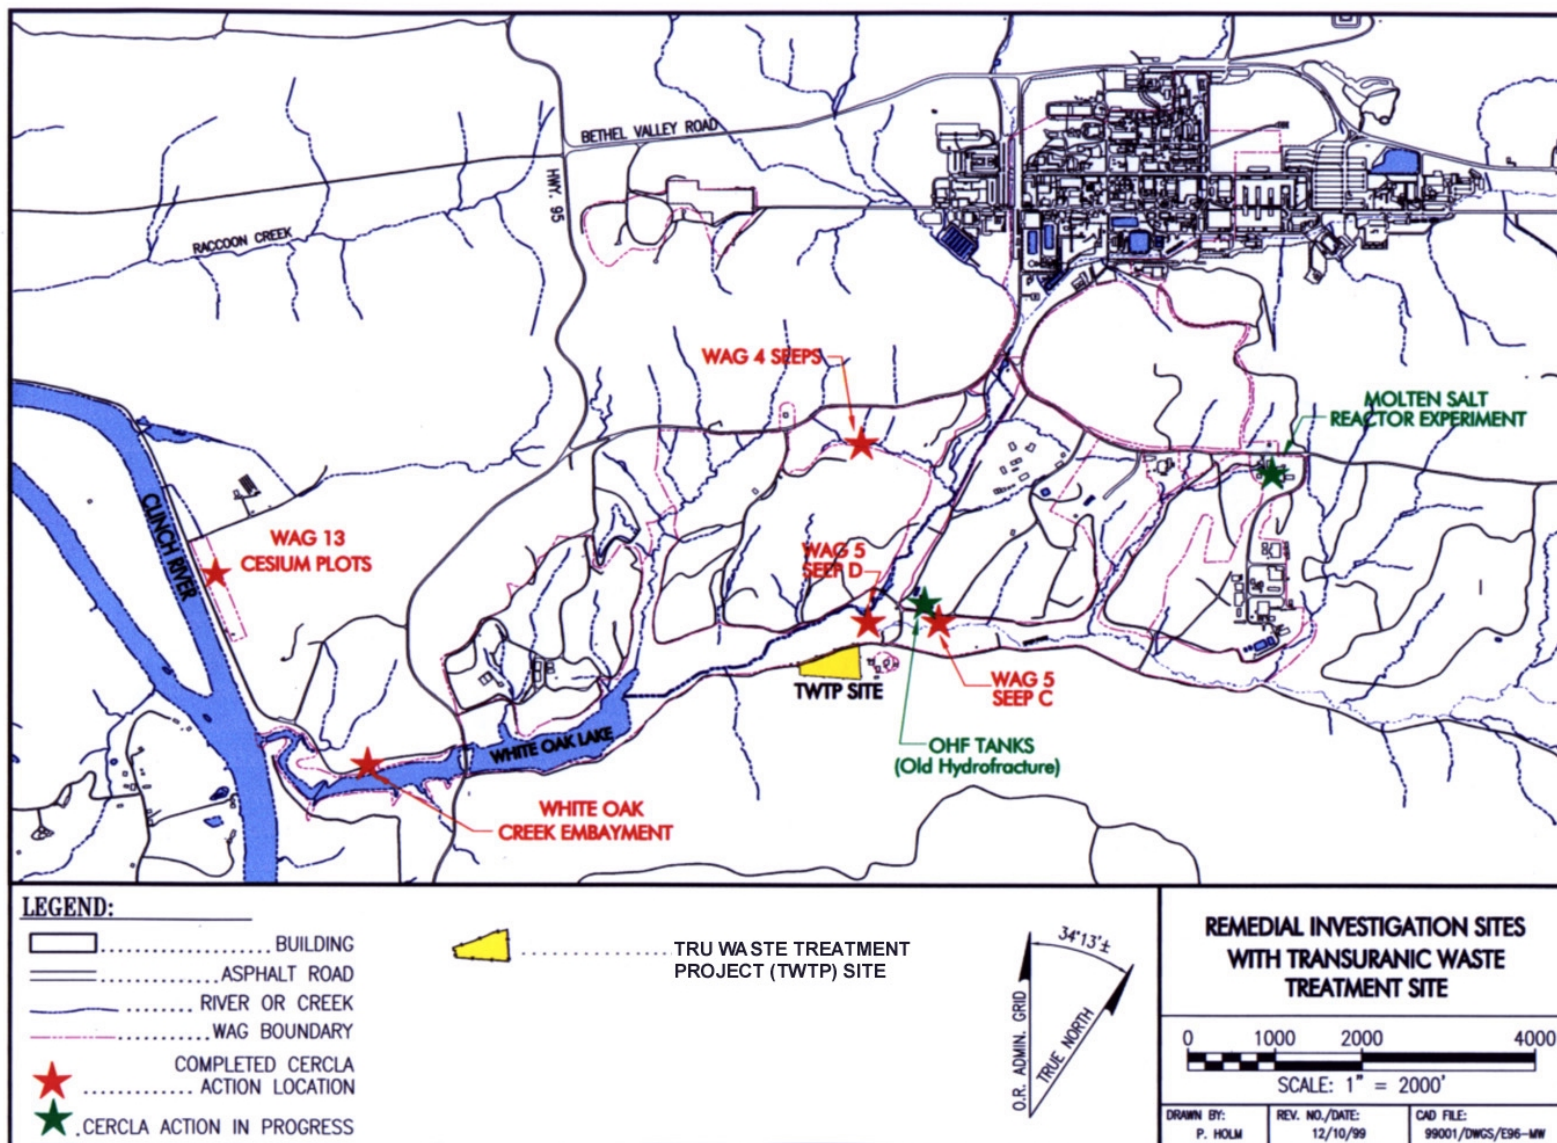 BETHEL VALLEY ROAD
HWY. 95
RACCOON CREEK
WAG 4 SEEPS
MOLTEN SALT
REACTOR EXPERIMENT
CLINCH RIVER
WAG 13
CESIUM PLOTS
WAG 5
SEEP D
TWTP SITE
WAG 5
SEEP C
WHITE OAK LAKE
OHF TANKS
(Old Hydrofracture)
WHITE OAK
CREEK EMBAYMENT
LEGEND:
BUILDING
ASPHALT ROAD
RIVER OR CREEK
WAG BOUNDARY
COMPLETED CERCLA
ACTION LOCATION
CERCLA ACTION IN PROGRESS
TRU WASTE TREATMENT
PROJECT (TWTP) SITE
34°13'±
O.R. ADMIN. GRID
TRUE NORTH
REMEDIAL INVESTIGATION SITES
WITH TRANSURANIC WASTE
TREATMENT SITE
0 1000 2000 4000
SCALE: 1" = 2000'
DRAWN BY:
P. HOLM
REV. NO./DATE:
12/10/99
CAD FILE:
99001/DWGS/E96-MW